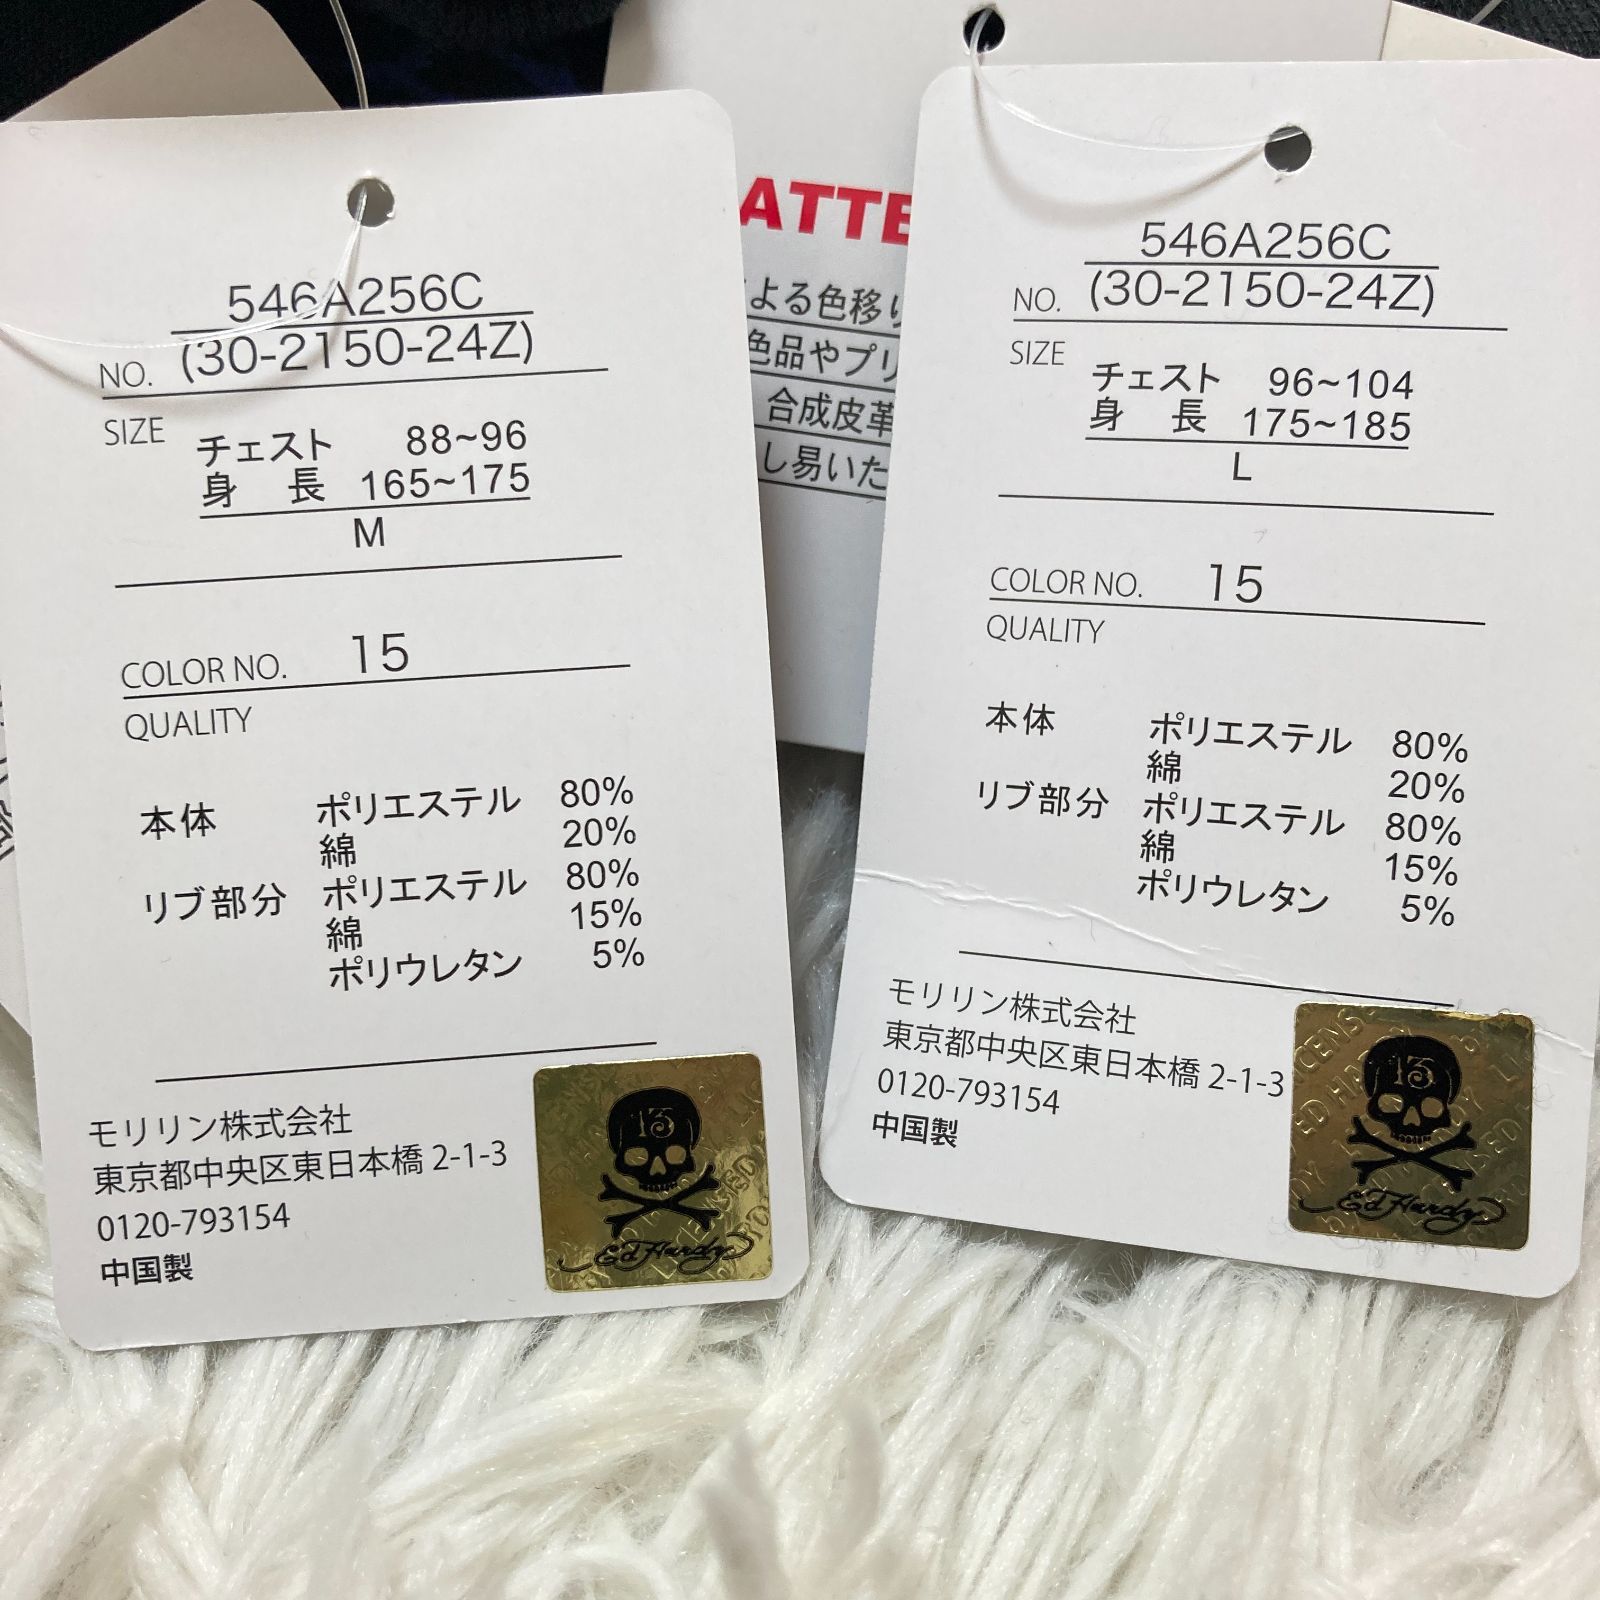 546A256C
NO. (30-2150-24Z)
SIZE
チェスト 88~96
身 長 165~175
M
COLOR NO. 15
QUALITY
本体 ポリエステル 80%
綿 20%
リブ部分 ポリエステル 80%
綿 15%
ポリウレタン 5%
モリリン株式会社
東京都中央区東日本橋 2-1-3
0120-793154
中国製
13
Ed Hardy
ATTE
よる色移り
色品やプリ
合成皮革
し易いた
546A256C
NO. (30-2150-24Z)
SIZE
チェスト 96~104
身 長 175~185
L
COLOR NO. 15
QUALITY
本体 ポリエステル 80%
綿 20%
リブ部分 ポリエステル 80%
綿 15%
ポリウレタン 5%
モリリン株式会社
東京都中央区東日本橋 2-1-3
0120-793154
中国製
13
Ed Hardy